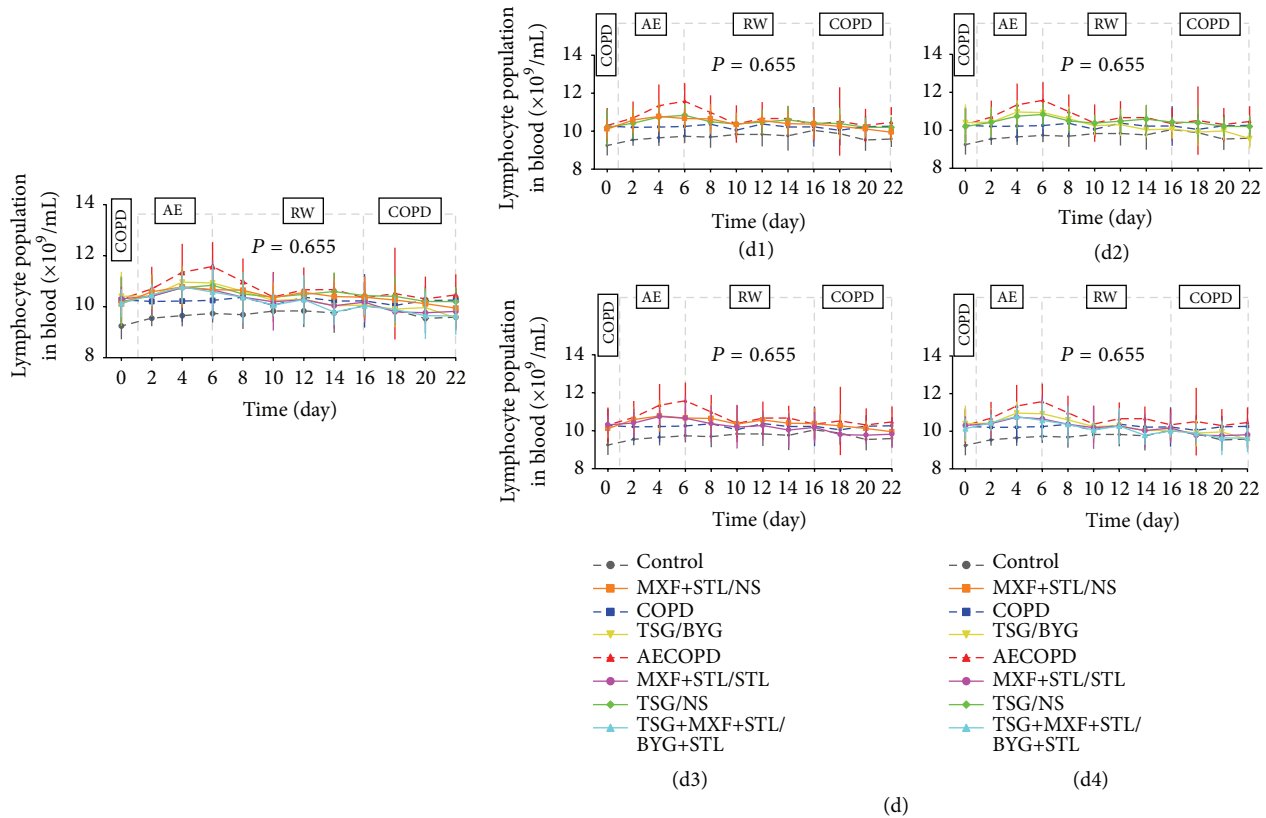 Lymphocyte population
in blood (×10⁹/mL)
COPD
AE
RW
COPD
P = 0.655
14
12
10
8
0 2 4 6 8 10 12 14 16 18 20 22
Time (day)
Lymphocyte population
in blood (×10⁹/mL)
COPD
AE
RW
COPD
P = 0.655
14
12
10
8
0 2 4 6 8 10 12 14 16 18 20 22
Time (day)
(d1)
COPD
AE
RW
COPD
P = 0.655
14
12
10
8
0 2 4 6 8 10 12 14 16 18 20 22
Time (day)
(d2)
Lymphocyte population
in blood (×10⁹/mL)
COPD
AE
RW
COPD
P = 0.655
14
12
10
8
0 2 4 6 8 10 12 14 16 18 20 22
Time (day)
COPD
AE
RW
COPD
P = 0.655
14
12
10
8
0 2 4 6 8 10 12 14 16 18 20 22
Time (day)
Control
MXF+STL/NS
COPD
TSG/BYG
AECOPD
MXF+STL/STL
TSG/NS
TSG+MXF+STL/
BYG+STL
(d3)
Control
MXF+STL/NS
COPD
TSG/BYG
AECOPD
MXF+STL/STL
TSG/NS
TSG+MXF+STL/
BYG+STL
(d4)
(d)